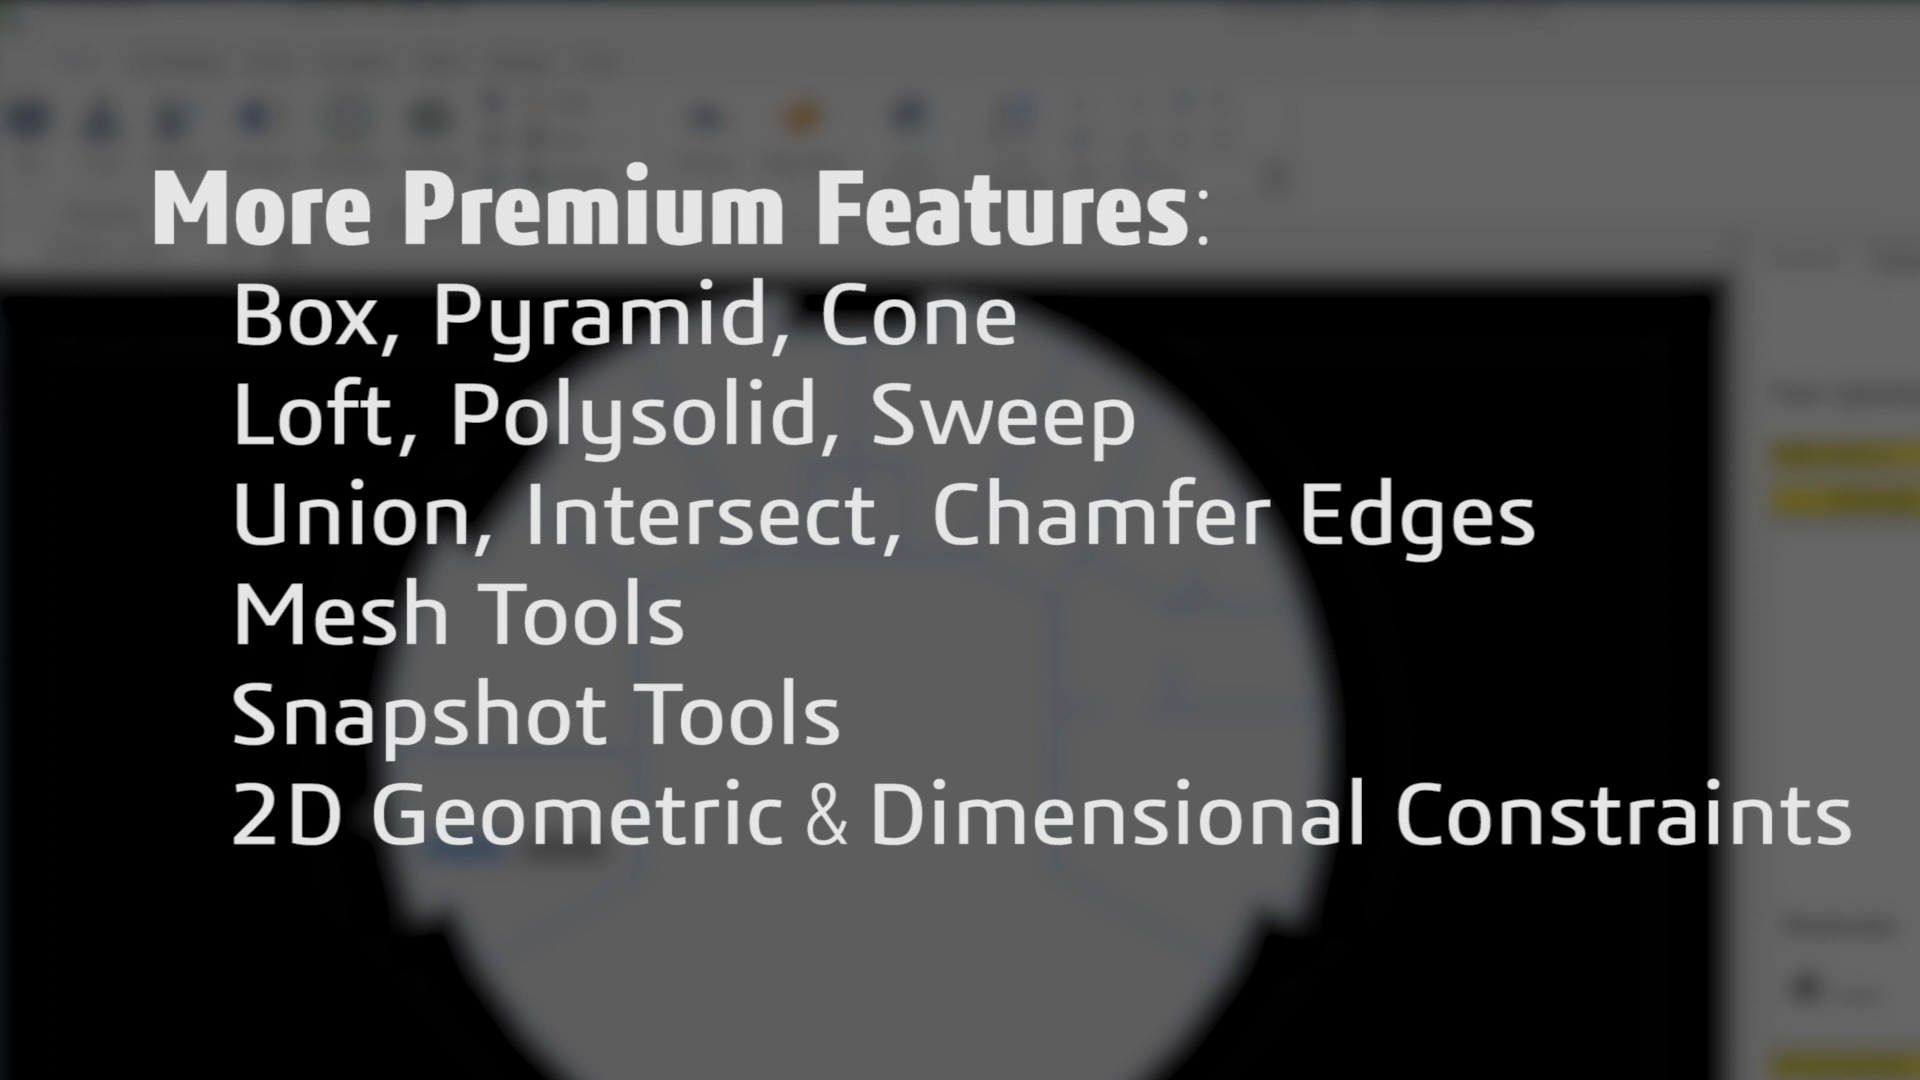 More Premium Features:
Box, Pyramid, Cone
Loft, Polysolid, Sweep
Union, Intersect, Chamfer Edges
Mesh Tools
Snapshot Tools
2D Geometric & Dimensional Constraints